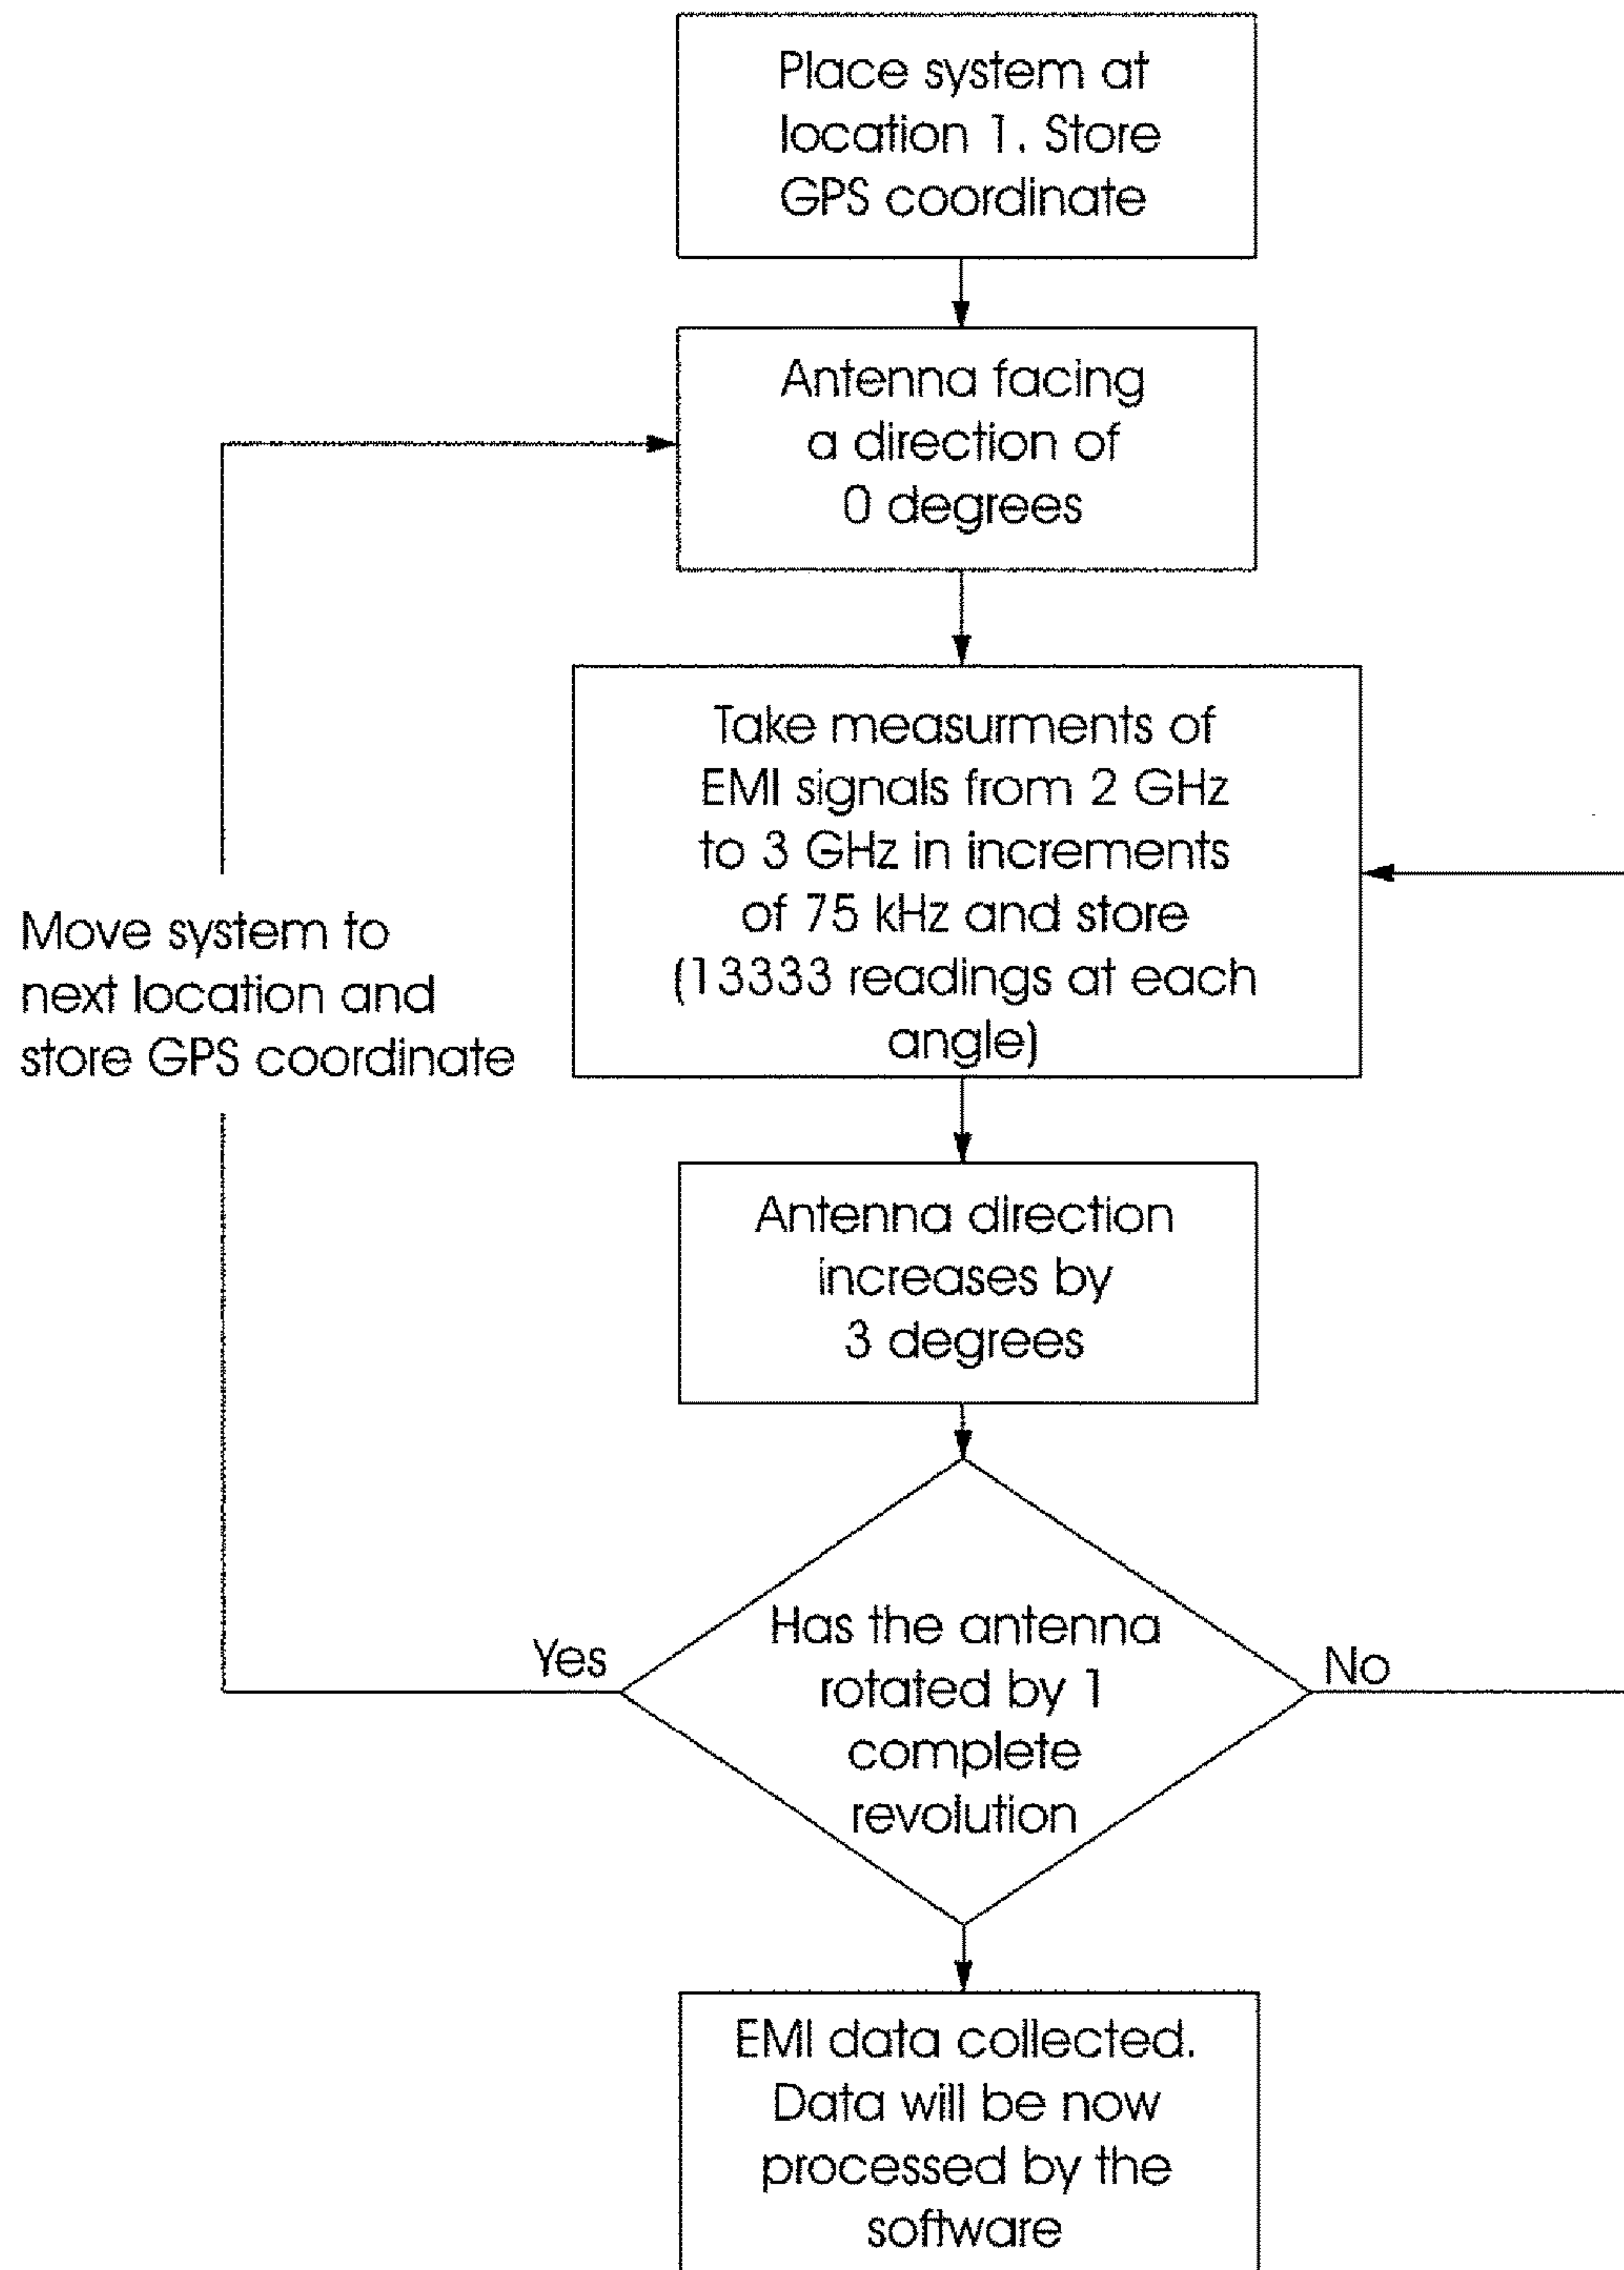 Place system at
location 1. Store
GPS coordinate
Antenna facing
a direction of
0 degrees
Take measurments of
EMI signals from 2 GHz
to 3 GHz in increments
of 75 kHz and store
(13333 readings at each
angle)
Move system to
next location and
store GPS coordinate
Antenna direction
increases by
3 degrees
Has the antenna
rotated by 1
complete
revolution
Yes
No
EMI data collected.
Data will be now
processed by the
software